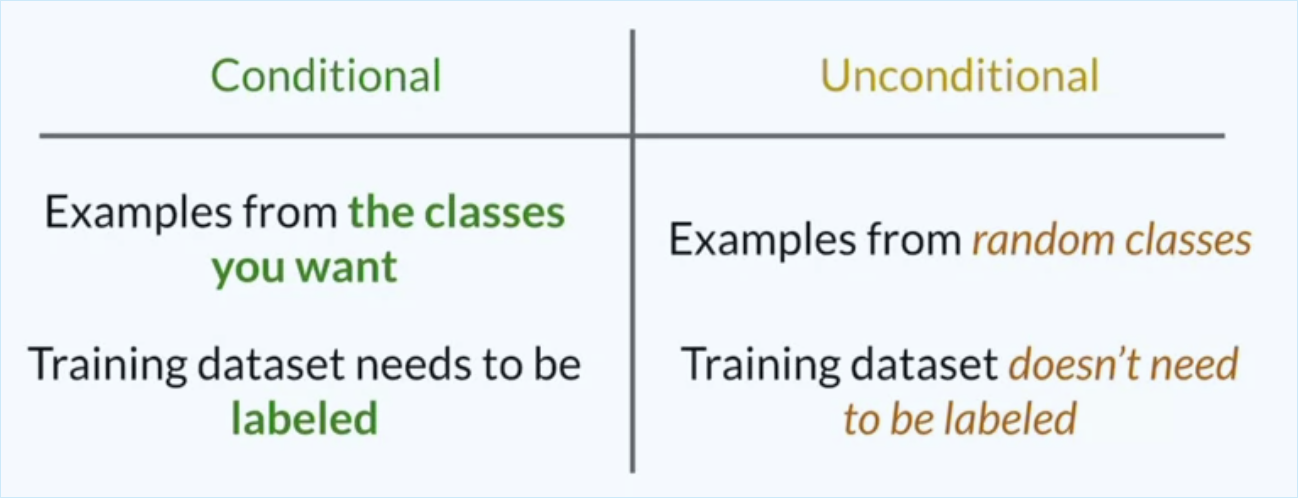 Conditional
Unconditional
Examples from the classes
you want
Examples from random classes
Training dataset needs to be
labeled
Training dataset doesn’t need
to be labeled